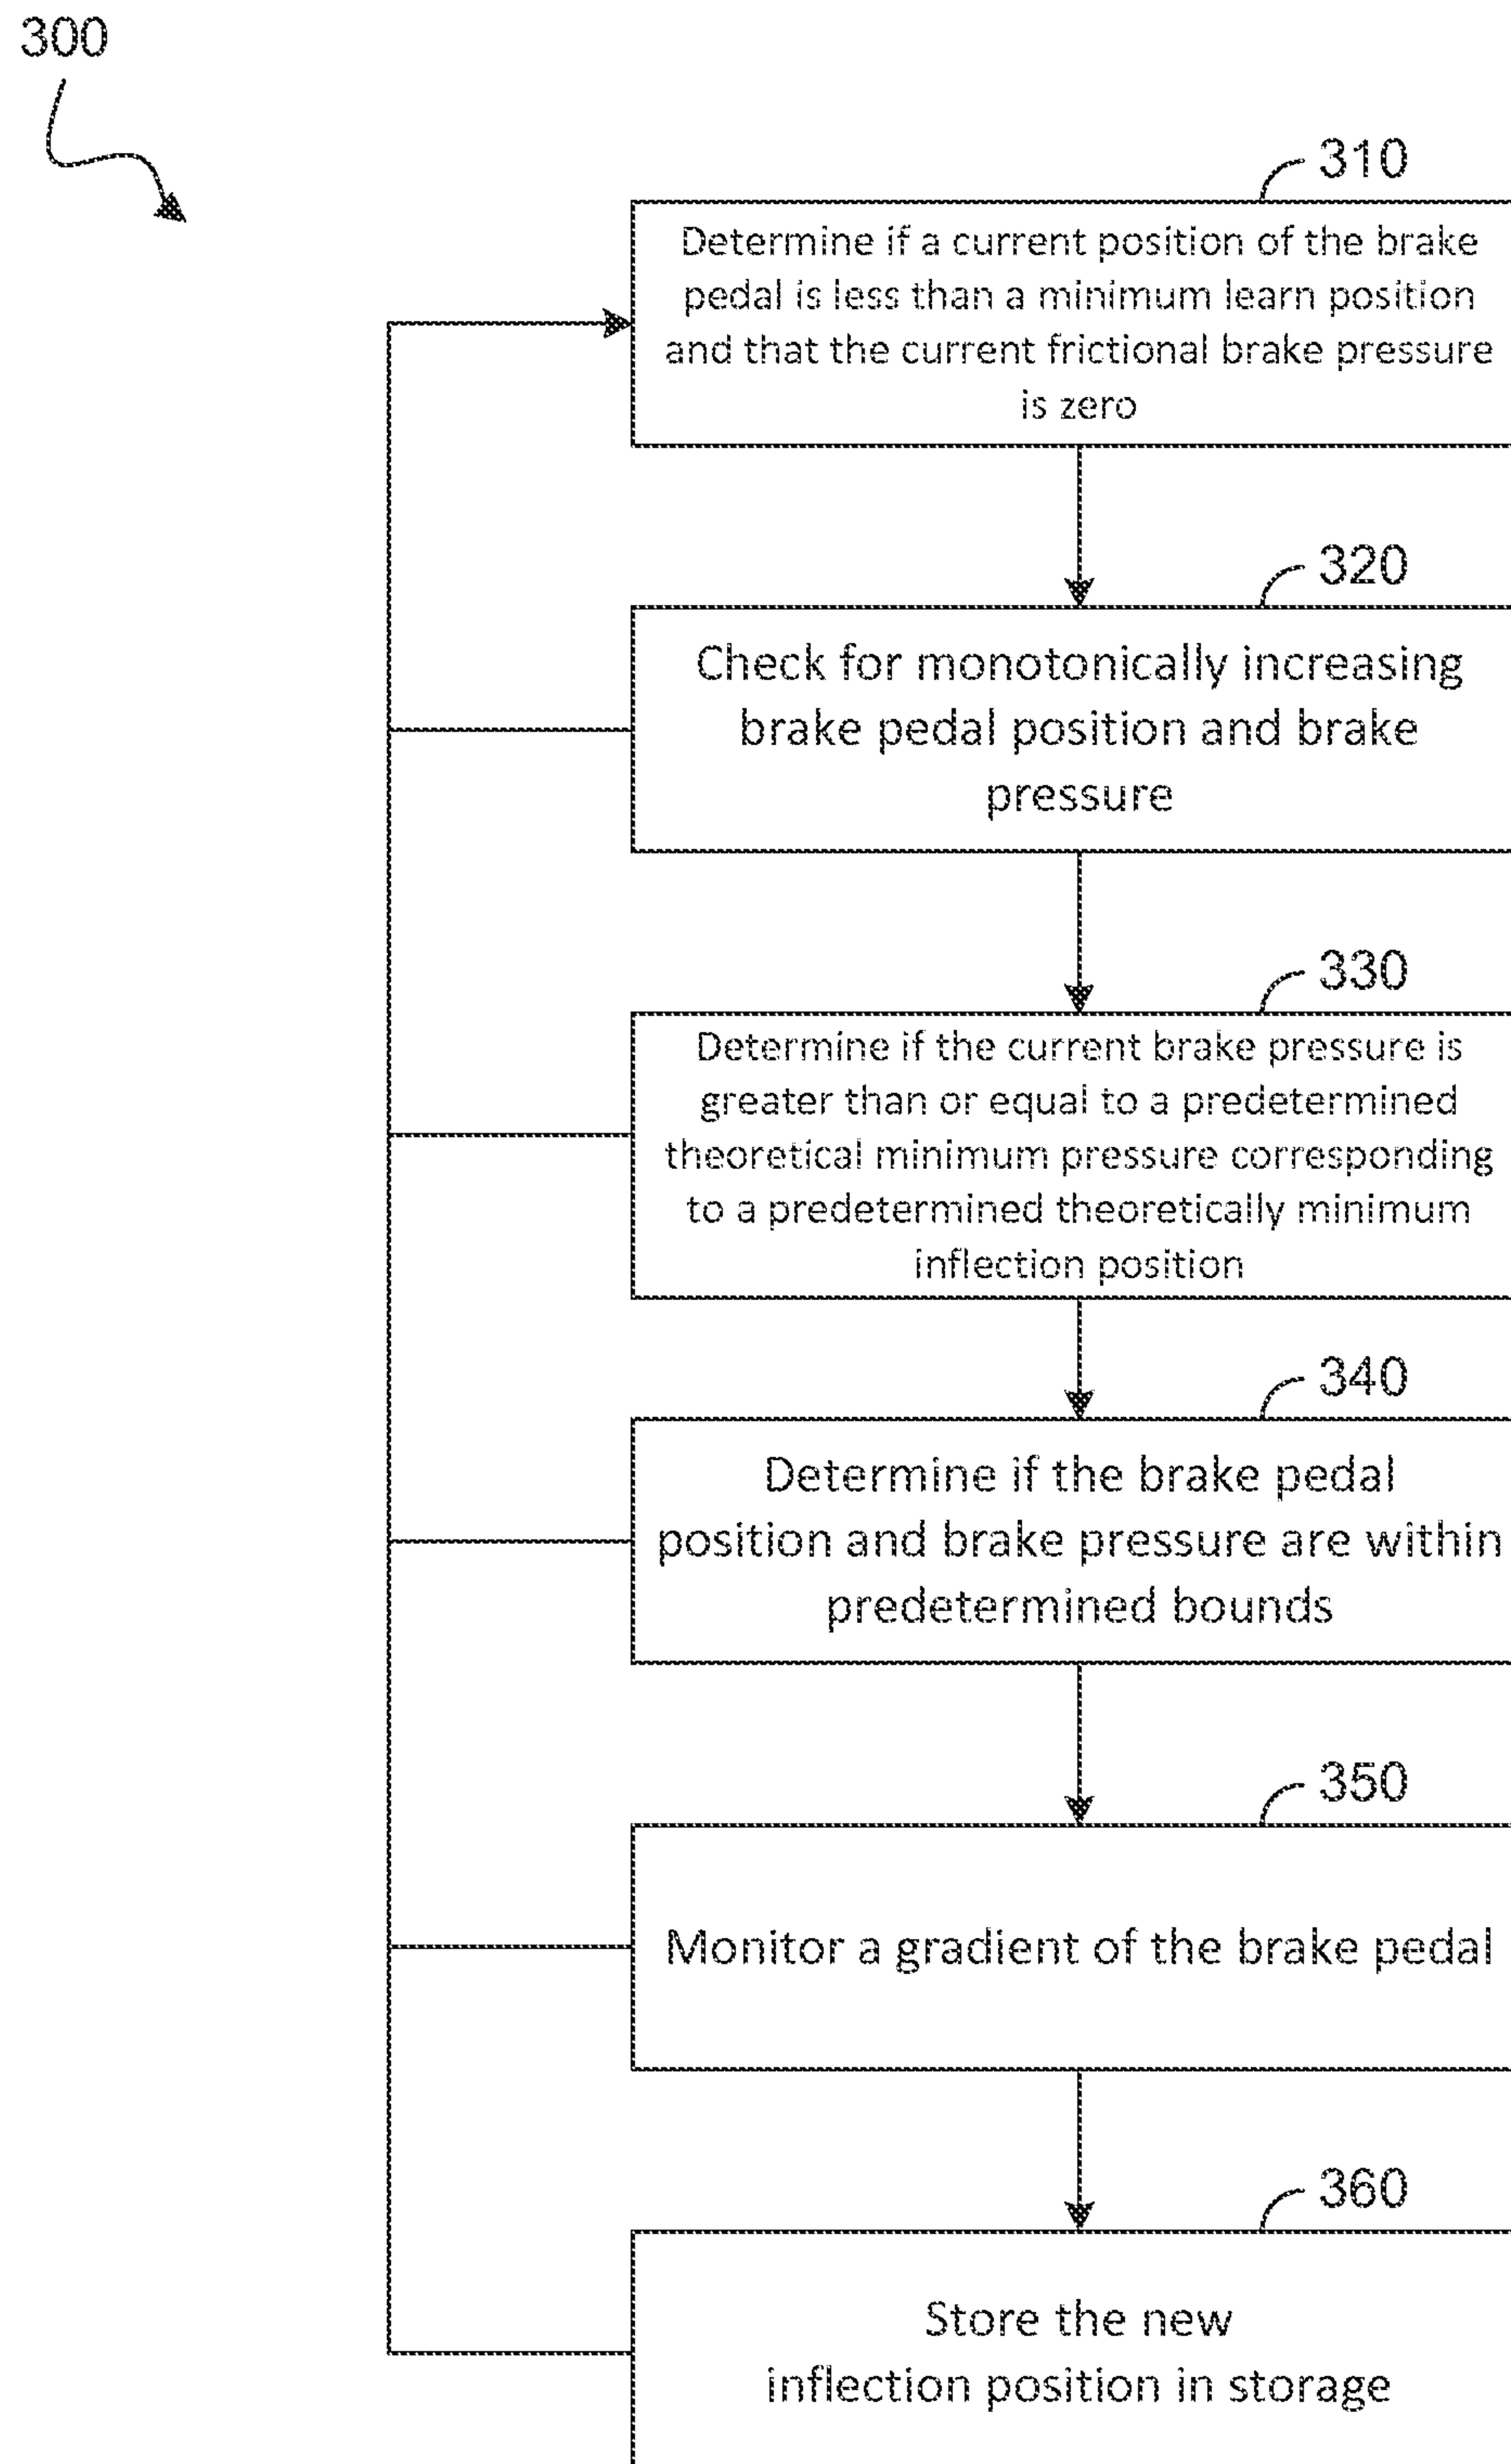 300
310
Determine if a current position of the brake
pedal is less than a minimum learn position
and that the current frictional brake pressure
is zero
320
Check for monotonically increasing
brake pedal position and brake
pressure
330
Determine if the current brake pressure is
greater than or equal to a predetermined
theoretical minimum pressure corresponding
to a predetermined theoretically minimum
inflection position
340
Determine if the brake pedal
position and brake pressure are within
predetermined bounds
350
Monitor a gradient of the brake pedal
360
Store the new
inflection position in storage